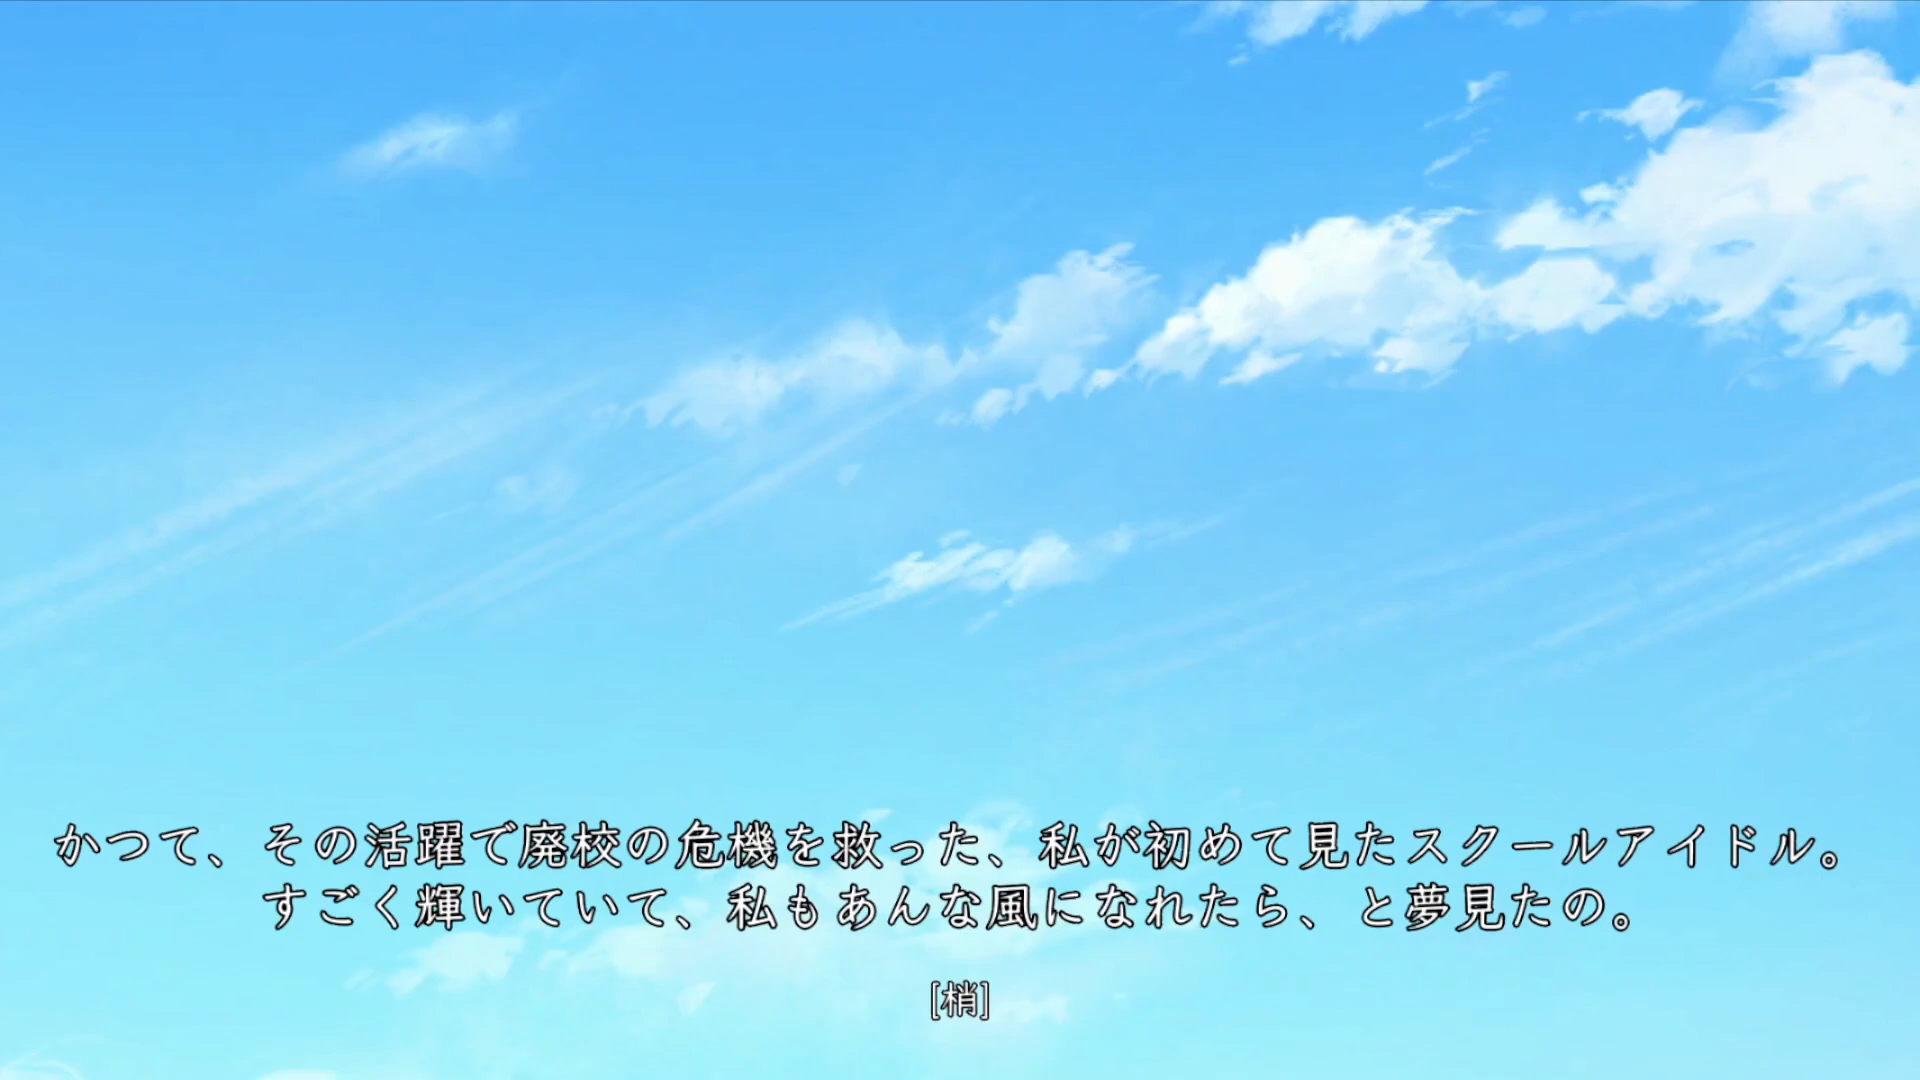 かつて、その活躍で廃校の危機を救った、私が初めて見たスクールアイドル。
すごく輝いていて、私もあんな風になれたら、と夢見たの。
[梢]